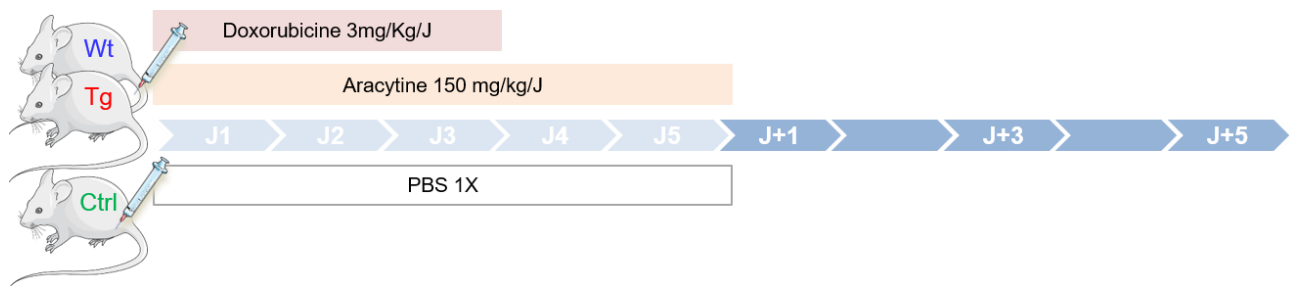 Doxorubicine 3mg/Kg/J
Wt
Aracytine 150 mg/kg/J
Tg
J1 J2 J3 J4 J5 J+1 J+3 J+5
PBS 1X
Ctrl